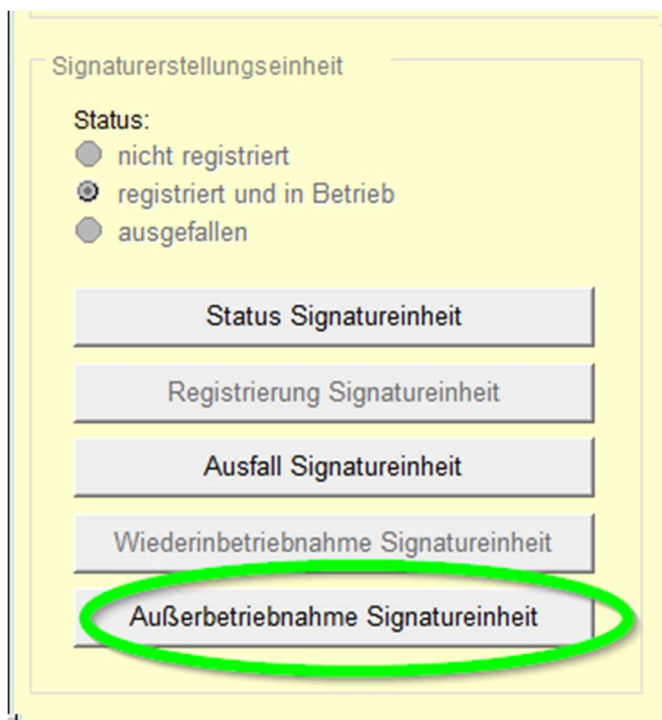 Signaturerstellungseinheit
Status:
nicht registriert
registriert und in Betrieb
ausgefallen
Status Signatureinheit
Registrierung Signatureinheit
Ausfall Signatureinheit
Wiederinbetriebnahme Signatureinheit
Außerbetriebnahme Signatureinheit